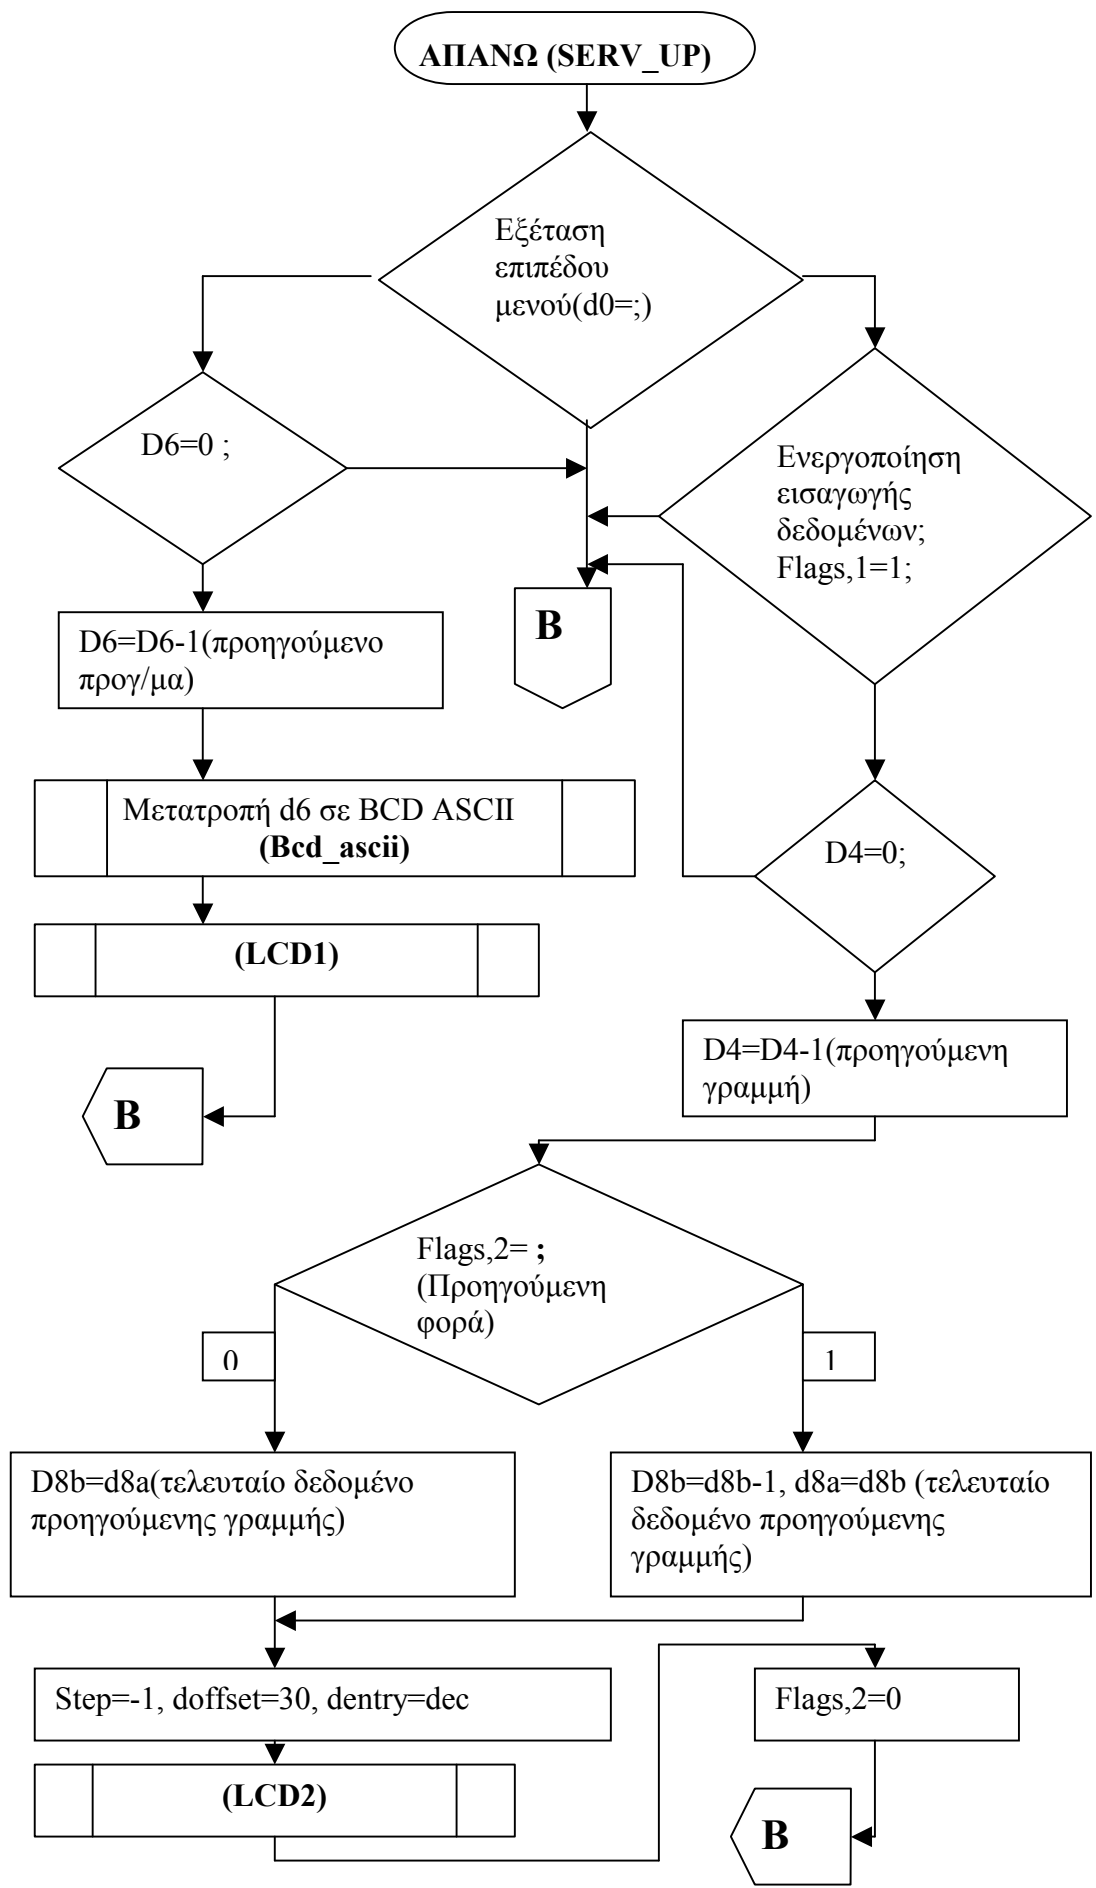 ΑΠΑΝΩ (SERV_UP)
Εξέταση
επιπέδου
μενού(d0=;)
D6=0 ;
Ενεργοποίηση
εισαγωγής
δεδομένων;
Flags,1=1;
B
D6=D6-1(προηγούμενο
προγ/μα)
Μετατροπή d6 σε BCD ASCII
(Bcd_ascii)
D4=0;
(LCD1)
D4=D4-1(προηγούμενη
γραμμή)
B
Flags,2= ;
(Προηγούμενη
φορά)
0
1
D8b=d8a(τελευταίο δεδομένο
προηγούμενης γραμμής)
D8b=d8b-1, d8a=d8b (τελευταίο
δεδομένο προηγούμενης
γραμμής)
Step=-1, doffset=30, dentry=dec
Flags,2=0
(LCD2)
B